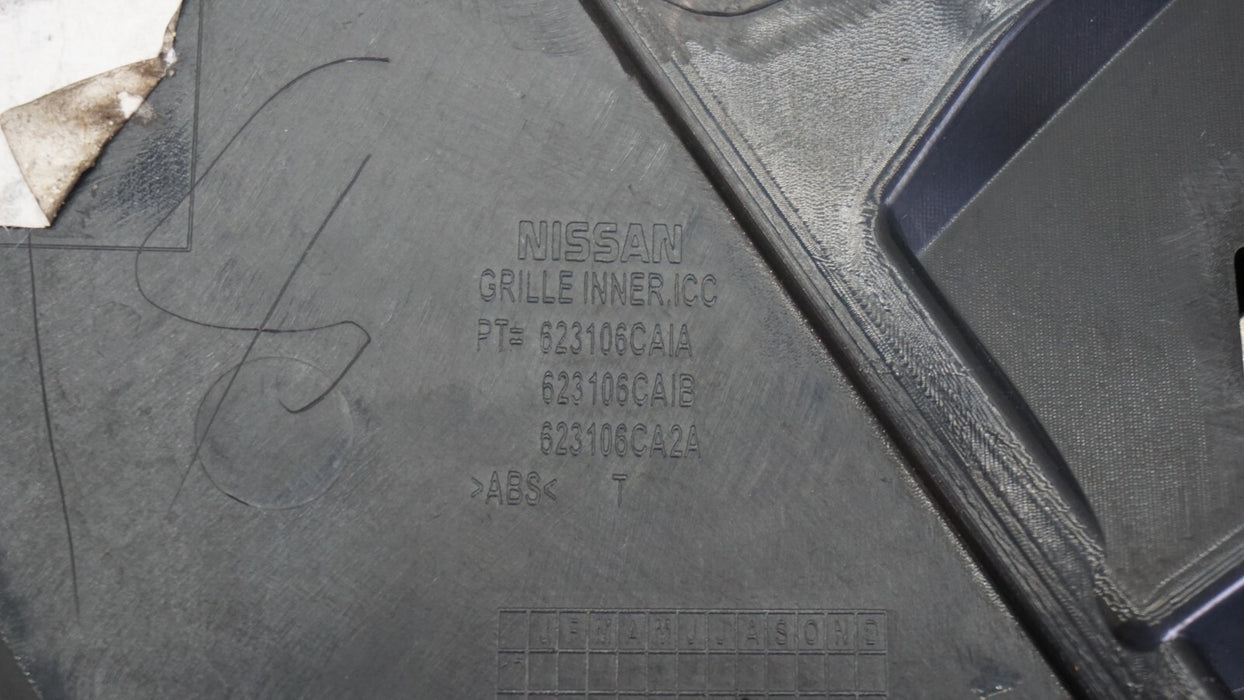 NISSAN
GRILLE INNER.ICC
PT= 623106CA1A
623106CA1B
623106CA2A
>ABS< T
J F M A M J J A S O N D